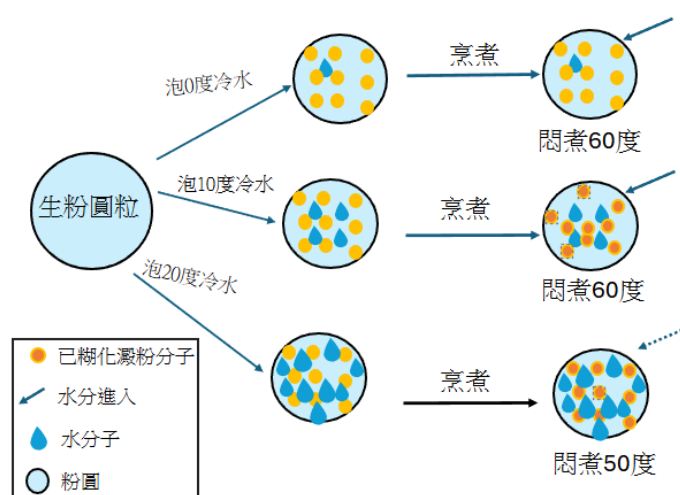 泡0度冷水
烹煮
悶煮60度
生粉圓粒
泡10度冷水
烹煮
悶煮60度
泡20度冷水
烹煮
悶煮50度
已糊化澱粉分子
水分進入
水分子
粉圓